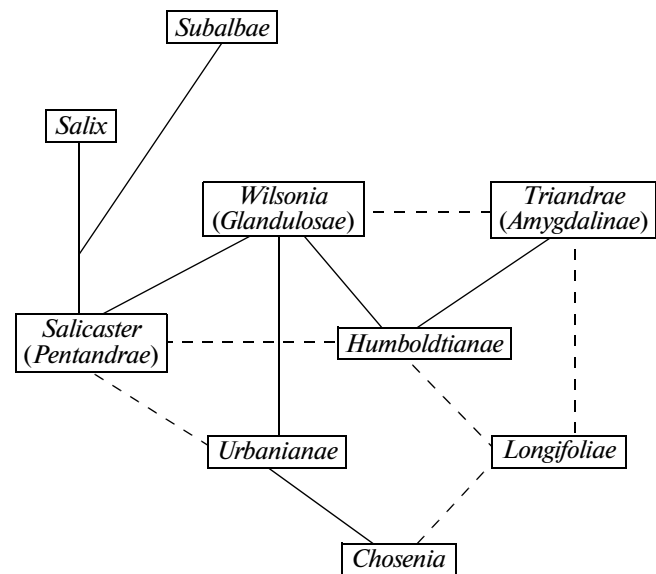 Subalbae
Salix
Wilsonia
(Glandulosae)
Triandrae
(Amygdalinae)
Salicaster
(Pentandrae)
Humboldtianae
Urbanianae
Longifoliae
Chosenia